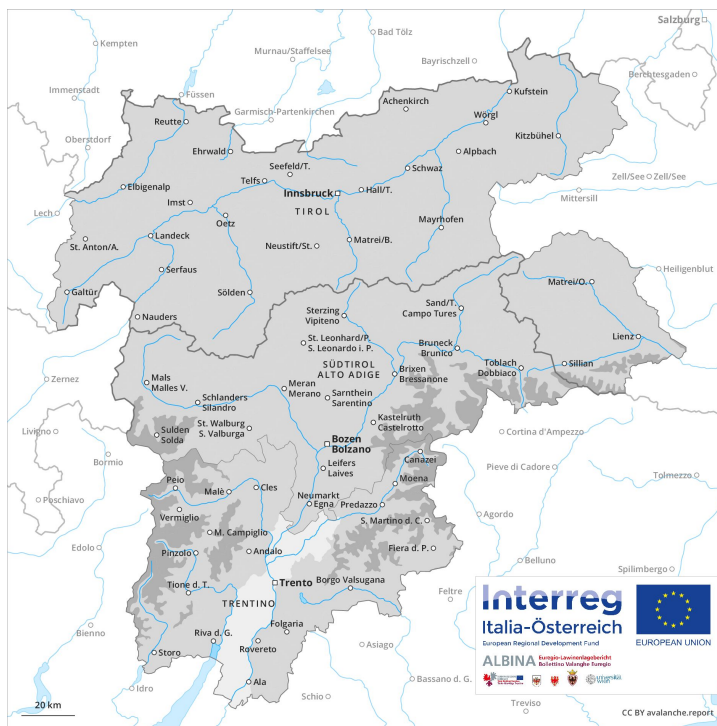 Salzburg
Kempten
Bad Tölz
Murnau/Staffelsee
Bayrischzell
Berchtesgaden
Immenstadt
Füssen
Garmisch-Partenkirchen
Achenkirch
Kufstein
Reutte
Wörgl
Oberstdorf
Ehrwald
Kitzbühel
Alpbach
Seefeld/T.
Schwaz
Telfs
Zell/See
Zell/See
Elbigenalp
Innsbruck
Hall/T.
Mittersill
Imst
TIROL
Lech
Oetz
Mayrhofen
Landeck
St. Anton/A.
Neustift/St.
Matrei/B.
Serfaus
Heiligenblut
Matrei/O.
Galtür
Sölden
Sand/T.
Campo Tures
Nauders
Sterzing
Vipiteno
Lienz
St. Leonhard/P.
S. Leonardo i. P.
Bruneck
Brunico
Toblach
Dobbiaco
Sillian
SÜDTIROL
ALTO ADIGE
Brixen
Bressanone
Zernez
Mals
Malles V.
Meran
Merano
Sarnthein
Sarentino
Schlanders
Silandro
Kastelruth
Castelrotto
Livigno
Sulden
Solda
St. Walburg
S. Valburga
Cortina d'Ampezzo
Bozen
Bolzano
Bormio
Canazei
Leifers
Laives
Pieve di Cadore
Tolmezzo
Moena
Peio
Malè
Cles
Neumarkt
Egna
Predazzo
Poschiavo
Agordo
Vermiglio
S. Martino d. C.
M. Campiglio
Edolo
Pinzolo
Andalo
Fiera d. P.
Belluno
Spilimbergo
Trento
Tione d. T.
Borgo Valsugana
Feltre
TRENTINO
Folgaria
Bienno
Riva d. G.
Rovereto
Asiago
Storo
Bassano d. G.
Idro
Ala
Schio
Treviso
20 km
Interreg
Italia-Österreich
European Regional Development Fund
EUROPEAN UNION
ALBINA
Euregio-Lawinenlagebericht
Bollettino Valanghe Euregio
universität
wien
CC BY avalanche.report